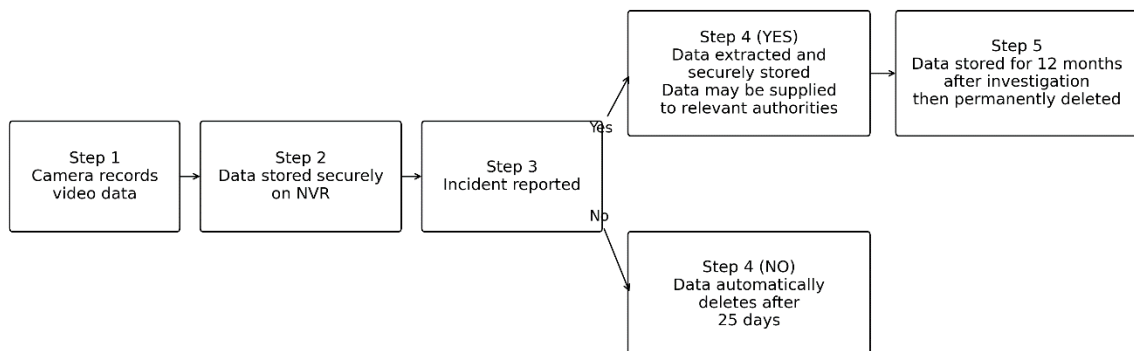 Step 1
Camera records
video data
Step 2
Data stored securely
on NVR
Step 3
Incident reported
Yes
No
Step 4 (YES)
Data extracted and
securely stored
Data may be supplied
to relevant authorities
Step 5
Data stored for 12 months
after investigation
then permanently deleted
Step 4 (NO)
Data automatically
deletes after
25 days